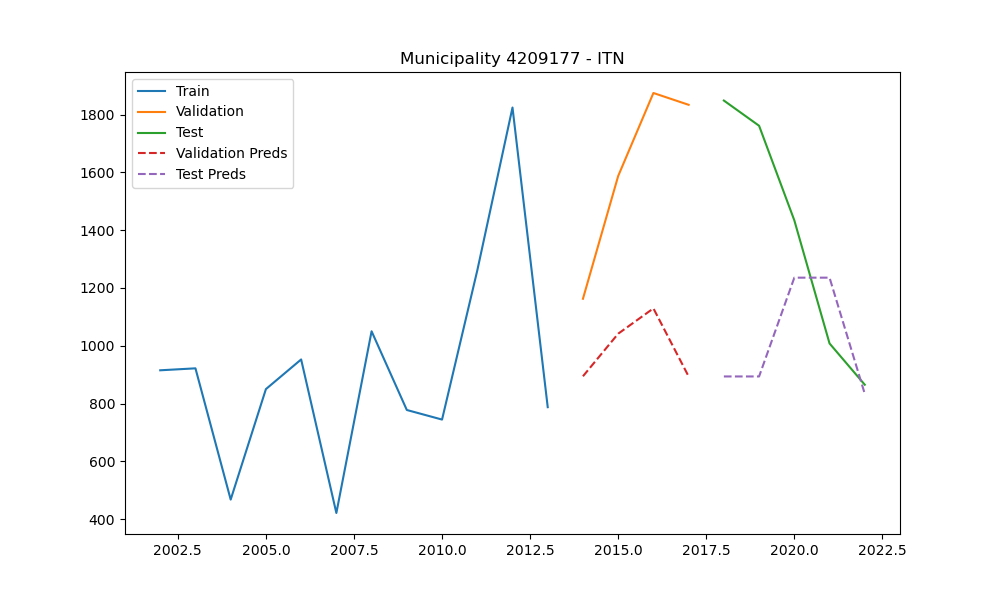 Municipality 4209177 - ITN
Train
Validation
Test
Validation Preds
Test Preds
1800
1600
1400
1200
1000
800
600
400
2002.5 2005.0 2007.5 2010.0 2012.5 2015.0 2017.5 2020.0 2022.5